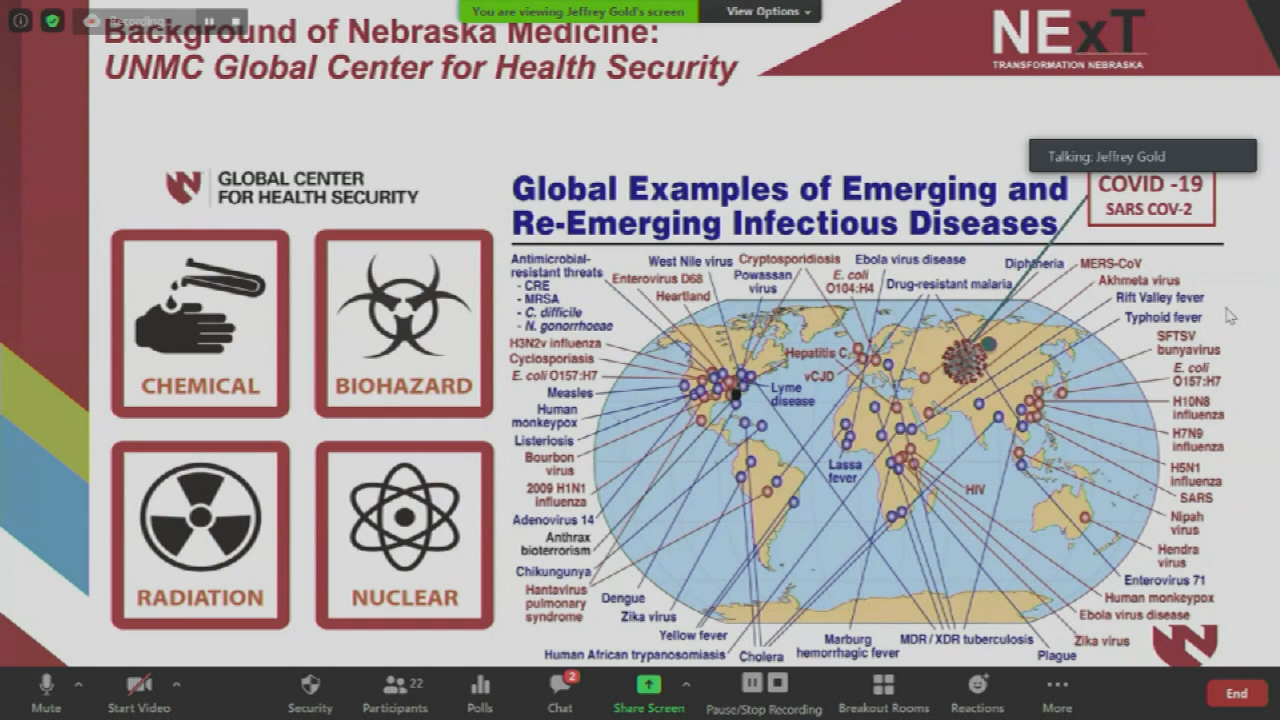 Recording
You are viewing Jeffrey Gold's screen
View Options
Background of Nebraska Medicine:
UNMC Global Center for Health Security
NExT
TRANSFORMATION NEBRASKA
Talking: Jeffrey Gold
GLOBAL CENTER
FOR HEALTH SECURITY
CHEMICAL
BIOHAZARD
RADIATION
NUCLEAR
Global Examples of Emerging and
Re-Emerging Infectious Diseases
COVID -19
SARS COV-2
Antimicrobial-
resistant threats
- CRE
- MRSA
- C. difficile
- N. gonorrhoeae
H3N2v influenza
Cyclosporiasis
E. coli O157:H7
Measles
Human
monkeypox
Listeriosis
Bourbon
virus
2009 H1N1
influenza
Adenovirus 14
Anthrax
bioterrorism
Chikungunya
Hantavirus
pulmonary
syndrome
Dengue
Zika virus
Yellow fever
Human African trypanosomiasis
Cholera
Marburg
hemorrhagic fever
MDR / XDR tuberculosis
Plague
West Nile virus
Enterovirus D68
Heartland
Cryptosporidiosis
Powassan
virus
E. coli
O104:H4
Ebola virus disease
Drug-resistant malaria
Diphtheria
MERS-CoV
Akhmeta virus
Rift Valley fever
Typhoid fever
SFTSV
bunyavirus
E. coli
O157:H7
H10N8
influenza
H7N9
influenza
H5N1
influenza
SARS
Nipah
virus
Hendra
virus
Enterovirus 71
Human monkeypox
Ebola virus disease
Zika virus
Hepatitis C
vCJD
Lyme
disease
Lassa
fever
HIV
Mute
Start Video
Security
22
Participants
Polls
2
Chat
Share Screen
Pause/Stop Recording
Breakout Rooms
Reactions
More
End